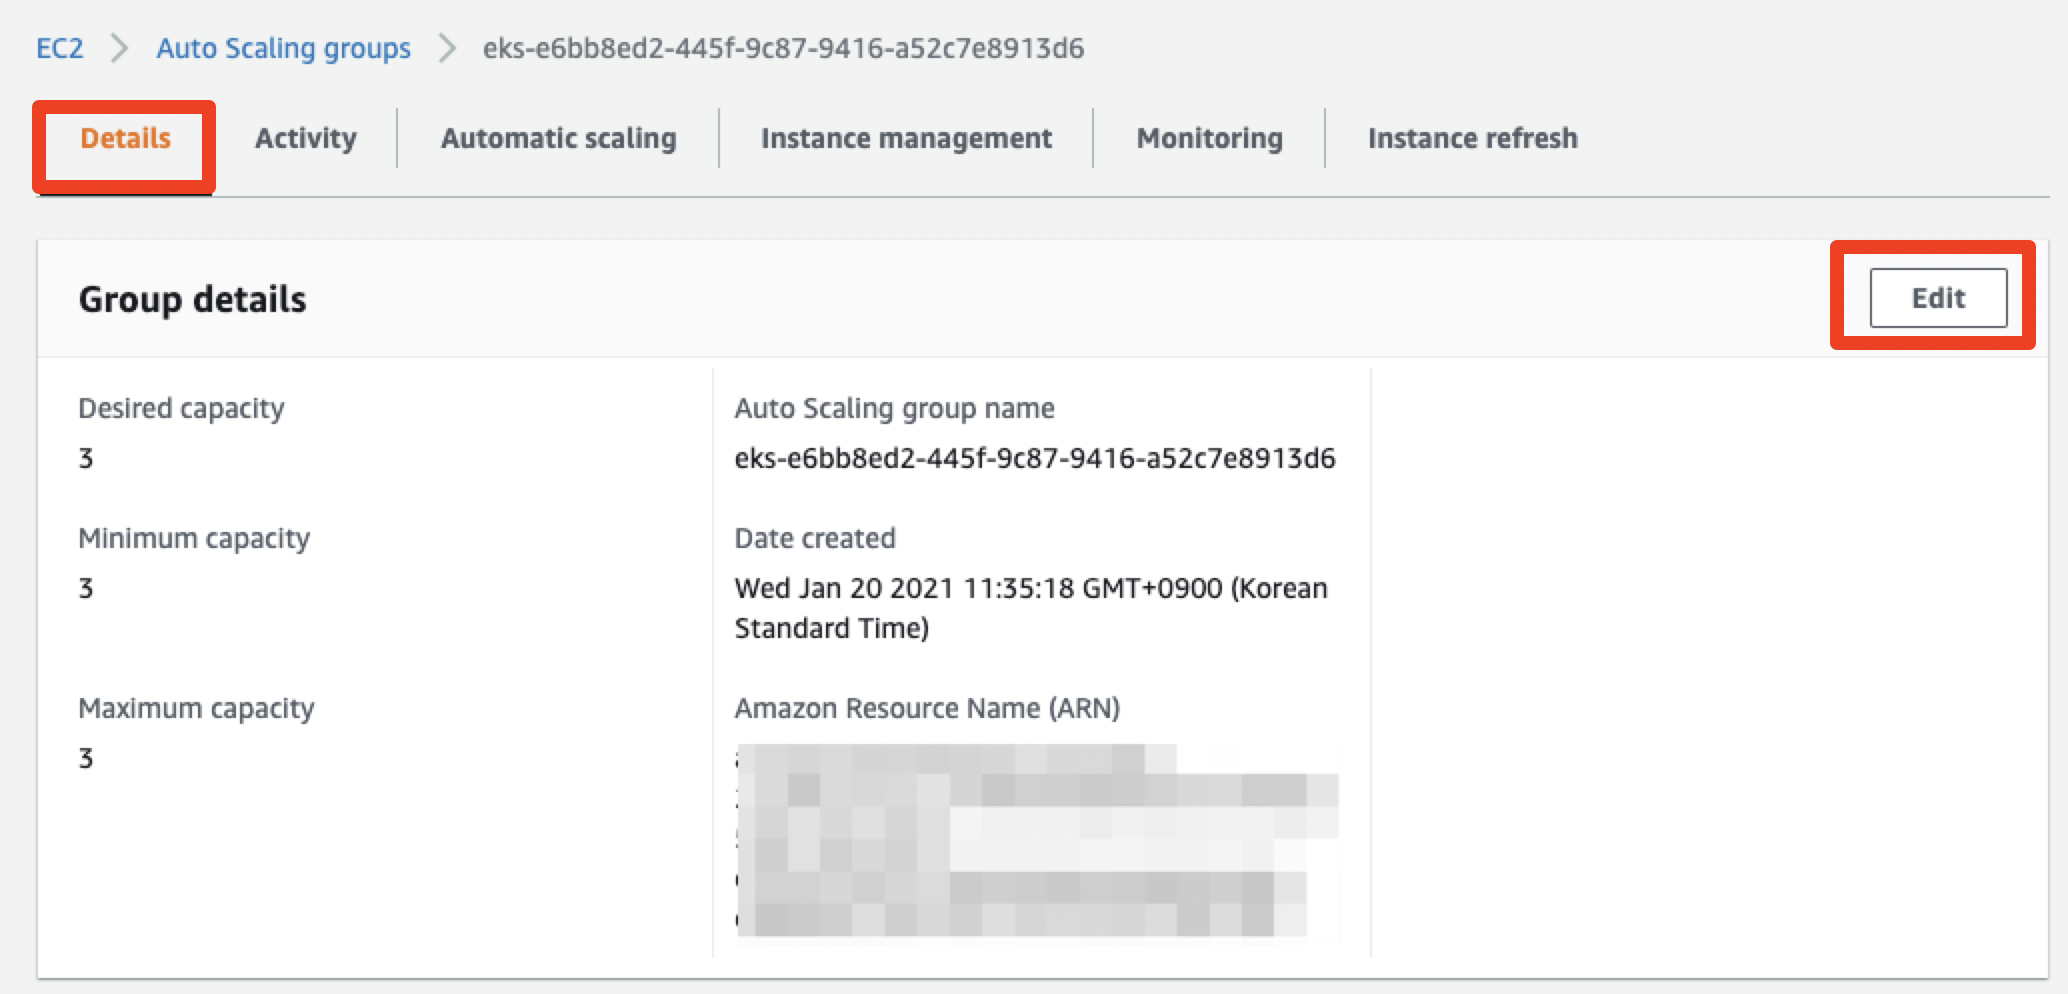 EC2 > Auto Scaling groups > eks-e6bb8ed2-445f-9c87-9416-a52c7e8913d6
Details Activity Automatic scaling Instance management Monitoring Instance refresh
Group details
Edit
Desired capacity
3
Minimum capacity
3
Maximum capacity
3
Auto Scaling group name
eks-e6bb8ed2-445f-9c87-9416-a52c7e8913d6
Date created
Wed Jan 20 2021 11:35:18 GMT+0900 (Korean
Standard Time)
Amazon Resource Name (ARN)